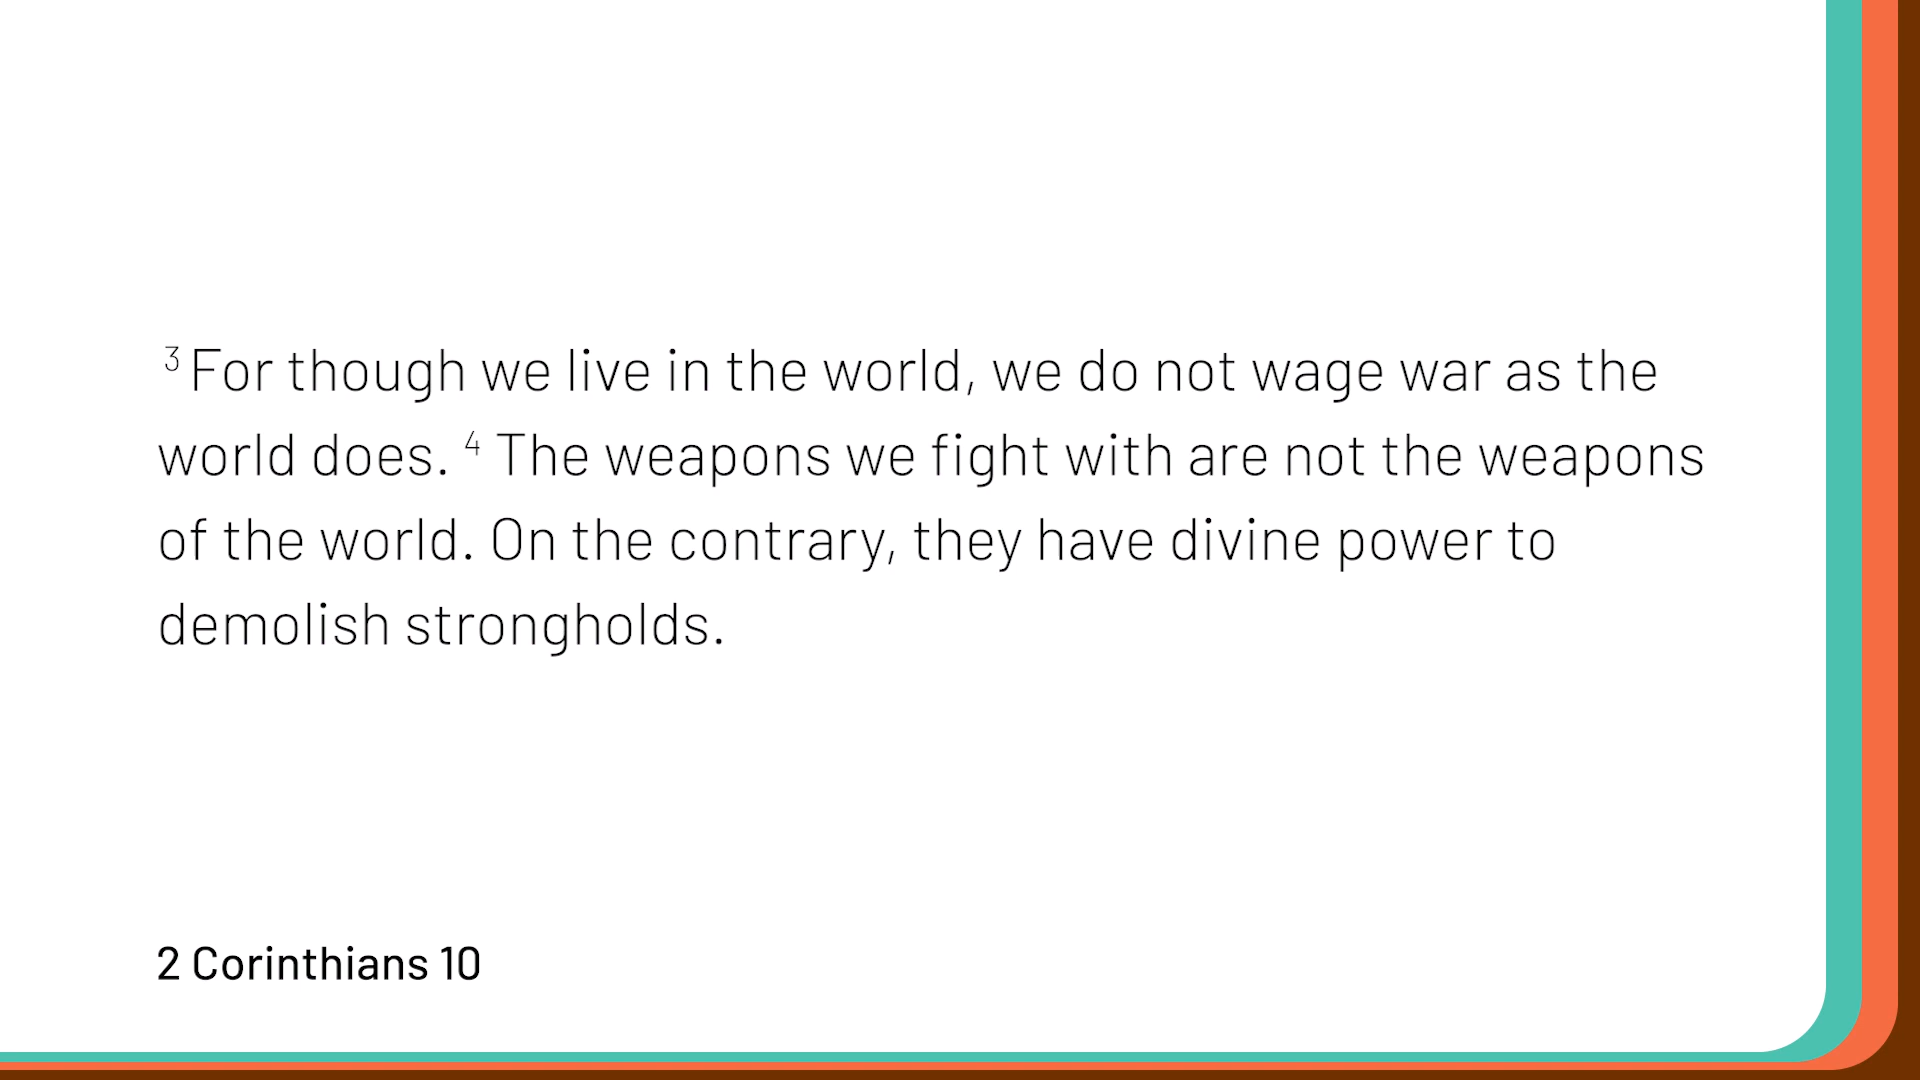 ³ For though we live in the world, we do not wage war as the
world does. ⁴ The weapons we fight with are not the weapons
of the world. On the contrary, they have divine power to
demolish strongholds.
2 Corinthians 10